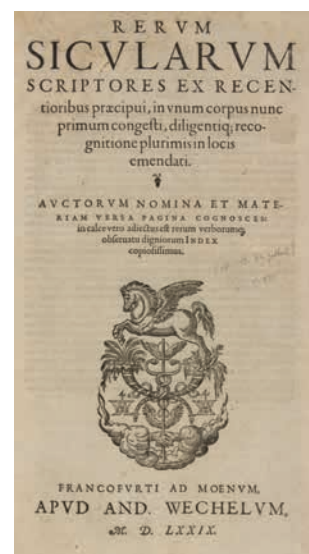 RERVM
SICVLARVM
SCRIPTORES EX RECEN-
tioribus præcipui, in vnum corpus nunc
primum congesti, diligentiq; reco-
gnitione plurimis in locis
emendati.
AVCTORVM NOMINA ET MATE-
RIAM VERSA PAGINA COGNOSCES:
in calce vero adiectus est rerum verborumq;
obseruatu digniorum INDEX
copiosissimus.
FRANCOFVRTI AD MOENVM,
APVD AND. WECHELVM,
M. D. LXXIX.